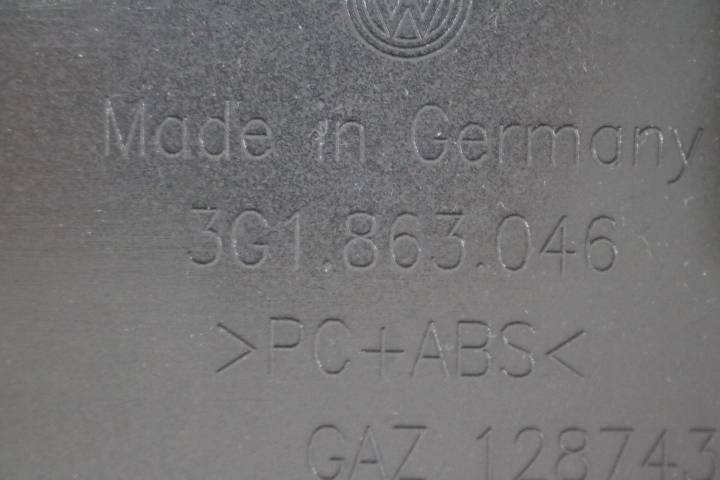 Made in Germany
3G1.863.046
>PC+ABS<
GAZ 128743